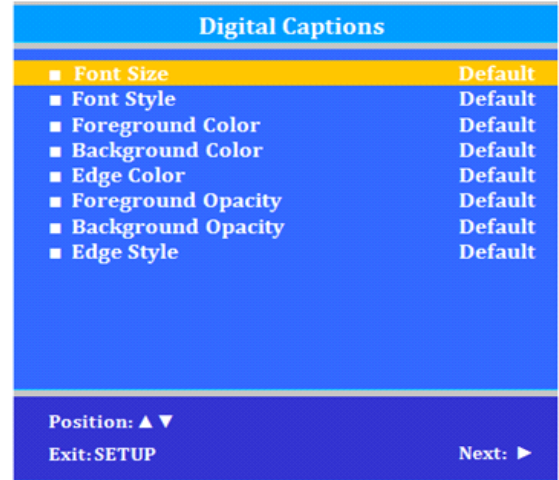 Digital Captions
■ Font Size Default
■ Font Style Default
■ Foreground Color Default
■ Background Color Default
■ Edge Color Default
■ Foreground Opacity Default
■ Background Opacity Default
■ Edge Style Default
Position: ▲ ▼
Exit: SETUP Next: ►